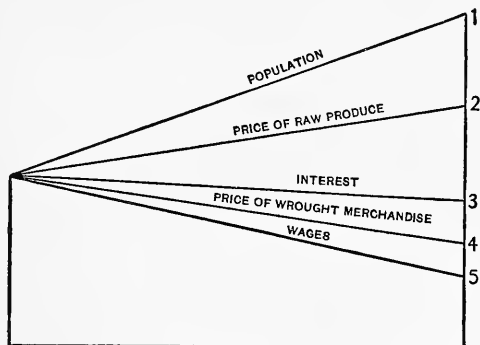 1
POPULATION
2
PRICE OF RAW PRODUCE
INTEREST
3
PRICE OF WROUGHT MERCHANDISE
4
WAGES
5